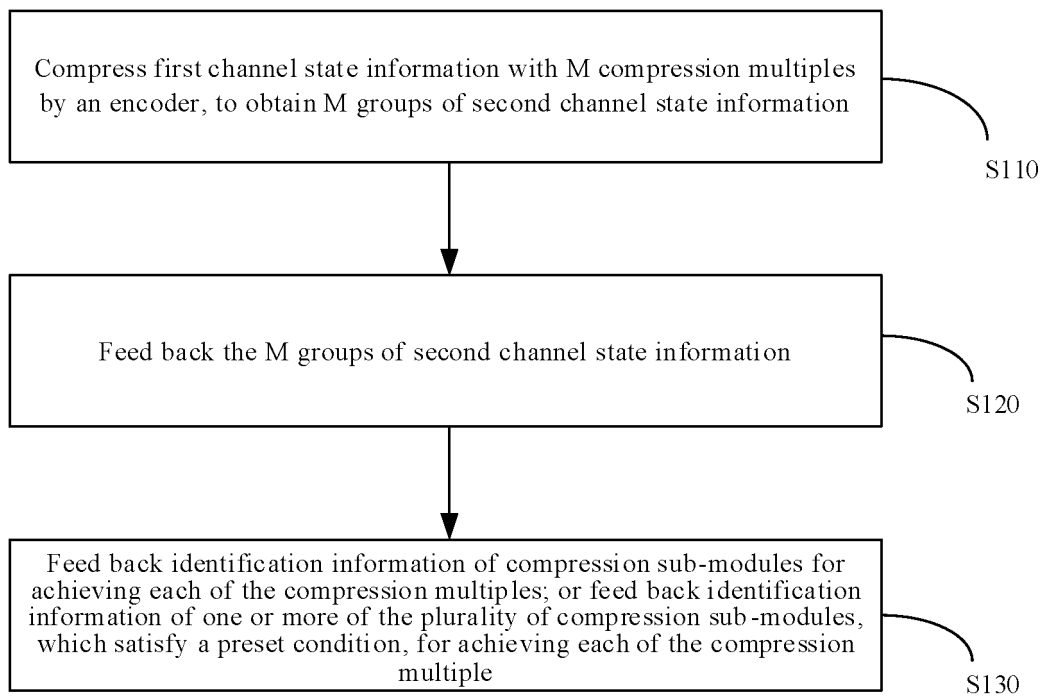 Compress first channel state information with M compression multiples
by an encoder, to obtain M groups of second channel state information
S110
Feed back the M groups of second channel state information
S120
Feed back identification information of compression sub-modules for
achieving each of the compression multiples; or feed back identification
information of one or more of the plurality of compression sub-modules,
which satisfy a preset condition, for achieving each of the compression
multiple
S130